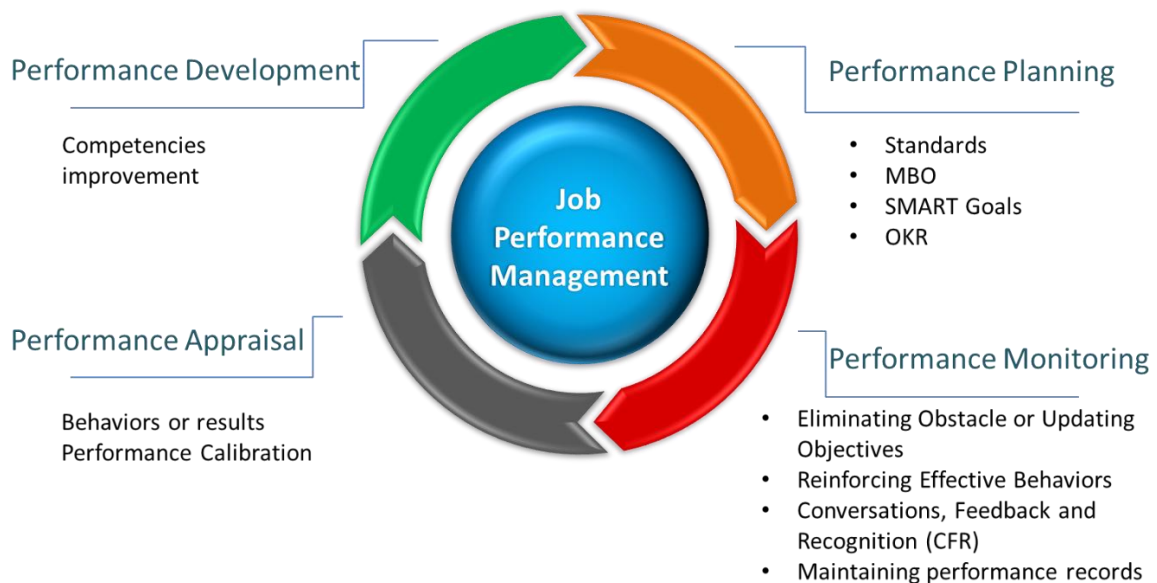 Performance Development
Competencies
improvement
Performance Planning
• Standards
• MBO
• SMART Goals
• OKR
Job
Performance
Management
Performance Appraisal
Behaviors or results
Performance Calibration
Performance Monitoring
• Eliminating Obstacle or Updating
Objectives
• Reinforcing Effective Behaviors
• Conversations, Feedback and
Recognition (CFR)
• Maintaining performance records